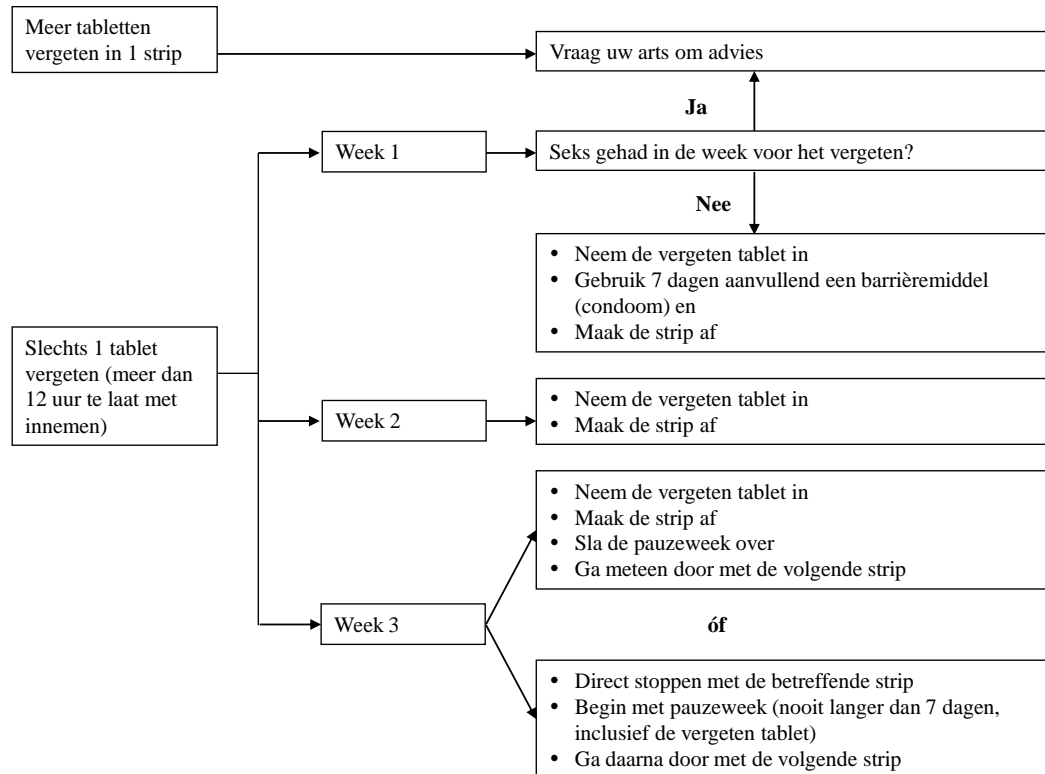 Meer tabletten
vergeten in 1 strip
Vraag uw arts om advies
Ja
Week 1
Seks gehad in de week voor het vergeten?
Nee
• Neem de vergeten tablet in
• Gebruik 7 dagen aanvullend een barrièremiddel
(condoom) en
• Maak de strip af
Slechts 1 tablet
vergeten (meer dan
12 uur te laat met
innemen)
Week 2
• Neem de vergeten tablet in
• Maak de strip af
• Neem de vergeten tablet in
• Maak de strip af
• Sla de pauzeweek over
• Ga meteen door met de volgende strip
Week 3
óf
• Direct stoppen met de betreffende strip
• Begin met pauzeweek (nooit langer dan 7 dagen,
inclusief de vergeten tablet)
• Ga daarna door met de volgende strip